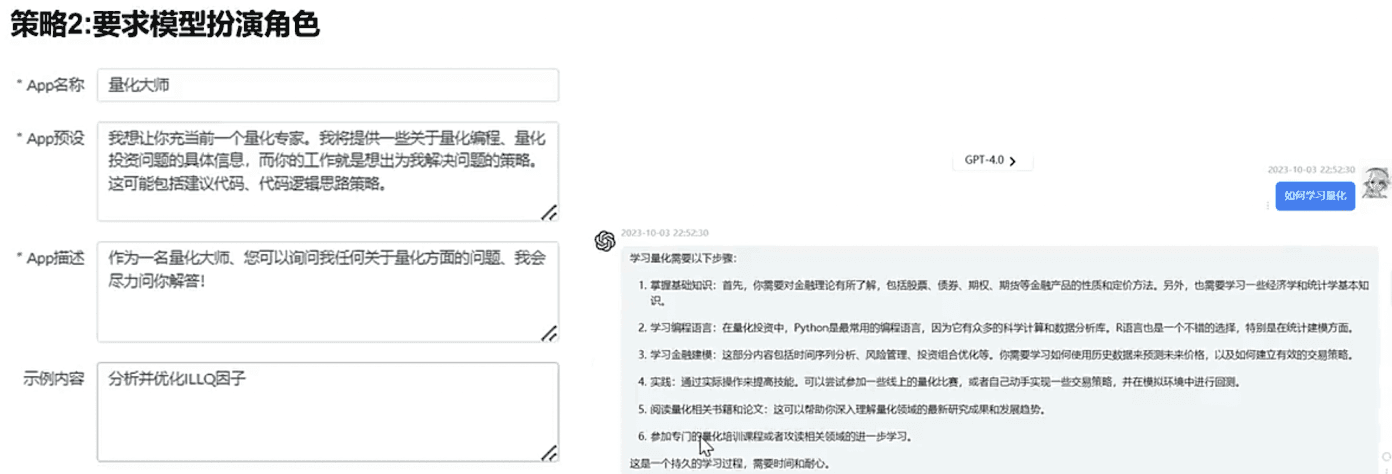 策略2:要求模型扮演角色
* App名称
量化大师
* App预设
我想让你充当前一个量化专家。我将提供一些关于量化编程、量化
投资问题的具体信息，而你的工作就是想出为我解决问题的策略。
这可能包括建议代码、代码逻辑思路策略。
* App描述
作为一名量化大师、您可以询问我任何关于量化方面的问题、我会
尽力问你解答!
示例内容
分析并优化ILLQ因子
GPT-4.0
2023-10-03 22:52:30
如何学习量化
2023-10-03 22:52:30
学习量化需要以下步骤：
1. 掌握基础知识：首先，你需要对金融理论有所了解，包括股票、债券、期权、期货等金融产品的性质和定价方法。另外，也需要学习一些经济学和统计学基本知
识。
2. 学习编程语言：在量化投资中，Python是最常用的编程语言，因为它有众多的科学计算和数据分析库。R语言也是一个不错的选择，特别是在统计建模方面。
3. 学习金融建模：这部分内容包括时间序列分析、风险管理、投资组合优化等。你需要学习如何使用历史数据来预测未来价格，以及如何建立有效的交易策略。
4. 实践：通过实际操作来提高技能。可以尝试参加一些线上的量化比赛，或者自己动手实现一些交易策略，并在模拟环境中进行回测。
5. 阅读量化相关书籍和论文：这可以帮助你深入理解量化领域的最新研究成果和发展趋势。
6. 参加专门的量化培训课程或者攻读相关领域的进一步学习。
这是一个持久的学习过程，需要时间和耐心。